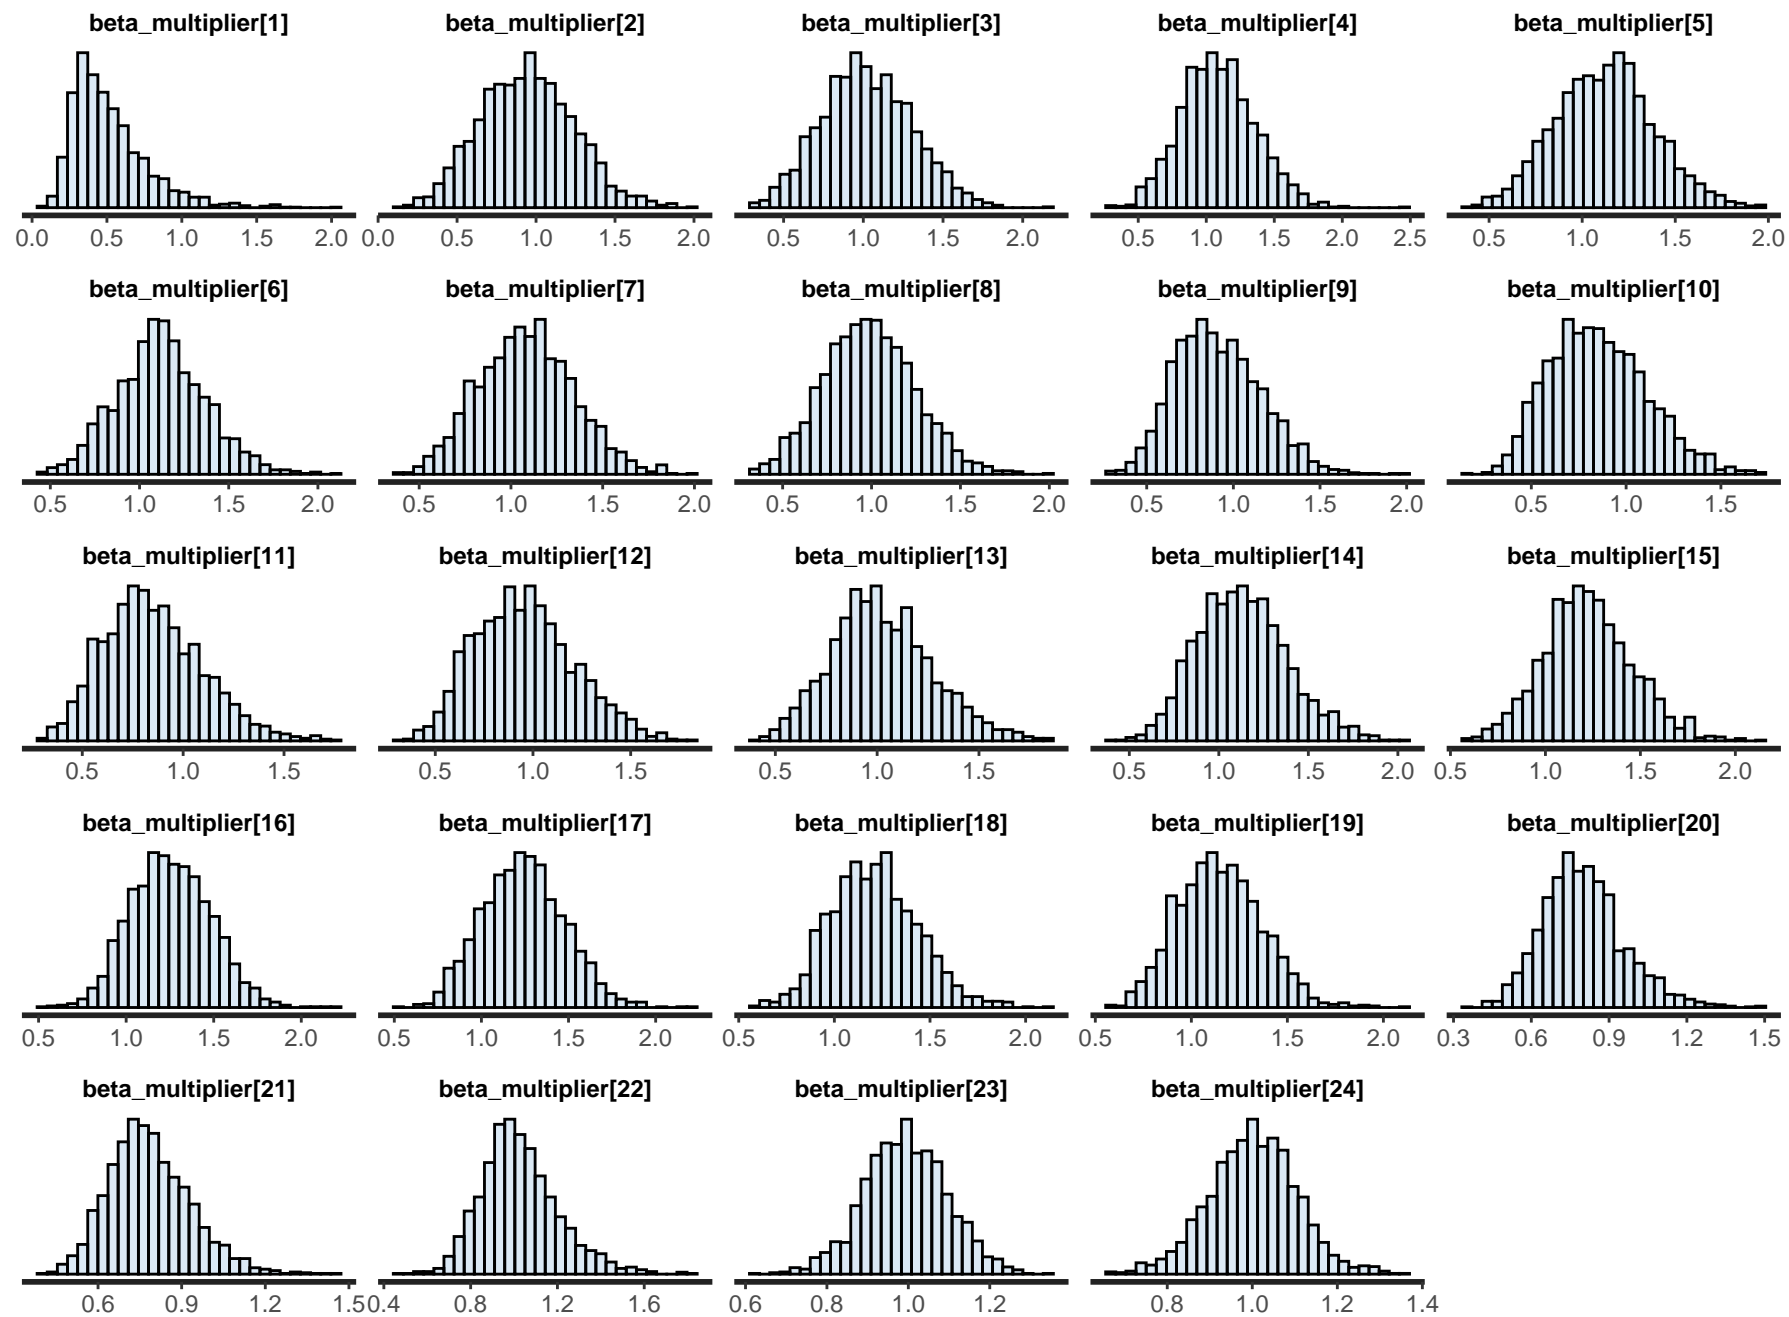 beta_multiplier[1] beta_multiplier[2] beta_multiplier[3] beta_multiplier[4] beta_multiplier[5]
0.0 0.5 1.0 1.5 2.0 0.0 0.5 1.0 1.5 2.0 0.5 1.0 1.5 2.0 0.5 1.0 1.5 2.0 2.5 0.5 1.0 1.5 2.0
beta_multiplier[6] beta_multiplier[7] beta_multiplier[8] beta_multiplier[9] beta_multiplier[10]
0.5 1.0 1.5 2.0 0.5 1.0 1.5 2.0 0.5 1.0 1.5 2.0 0.5 1.0 1.5 2.0 0.5 1.0 1.5
beta_multiplier[11] beta_multiplier[12] beta_multiplier[13] beta_multiplier[14] beta_multiplier[15]
0.5 1.0 1.5 0.5 1.0 1.5 0.5 1.0 1.5 0.5 1.0 1.5 2.0 0.5 1.0 1.5 2.0
beta_multiplier[16] beta_multiplier[17] beta_multiplier[18] beta_multiplier[19] beta_multiplier[20]
0.5 1.0 1.5 2.0 0.5 1.0 1.5 2.0 0.5 1.0 1.5 2.0 0.5 1.0 1.5 2.0 0.3 0.6 0.9 1.2 1.5
beta_multiplier[21] beta_multiplier[22] beta_multiplier[23] beta_multiplier[24]
0.6 0.9 1.2 1.5 0.4 0.8 1.2 1.6 0.6 0.8 1.0 1.2 0.8 1.0 1.2 1.4